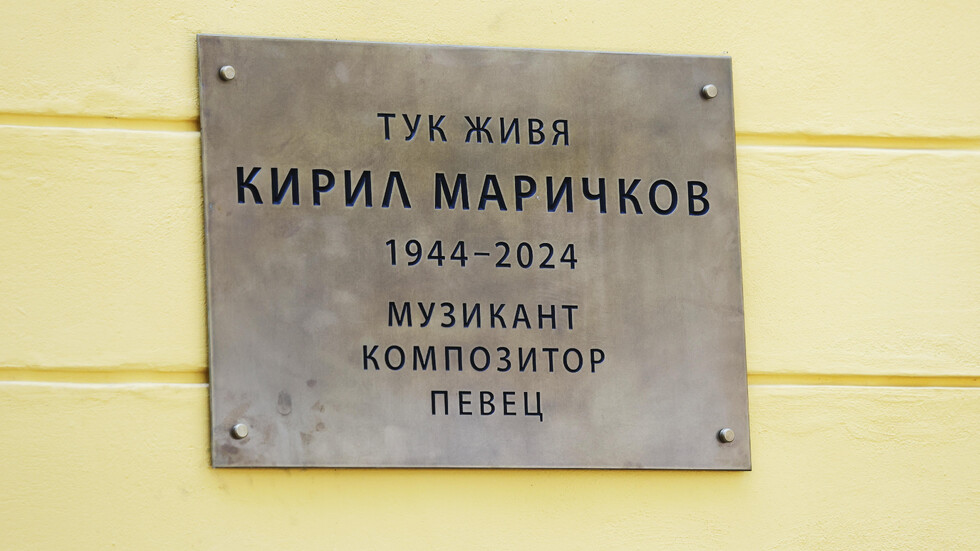 ТУК ЖИВЯ
КИРИЛ МАРИЧКОВ
1944–2024
МУЗИКАНТ
КОМПОЗИТОР
ПЕВЕЦ